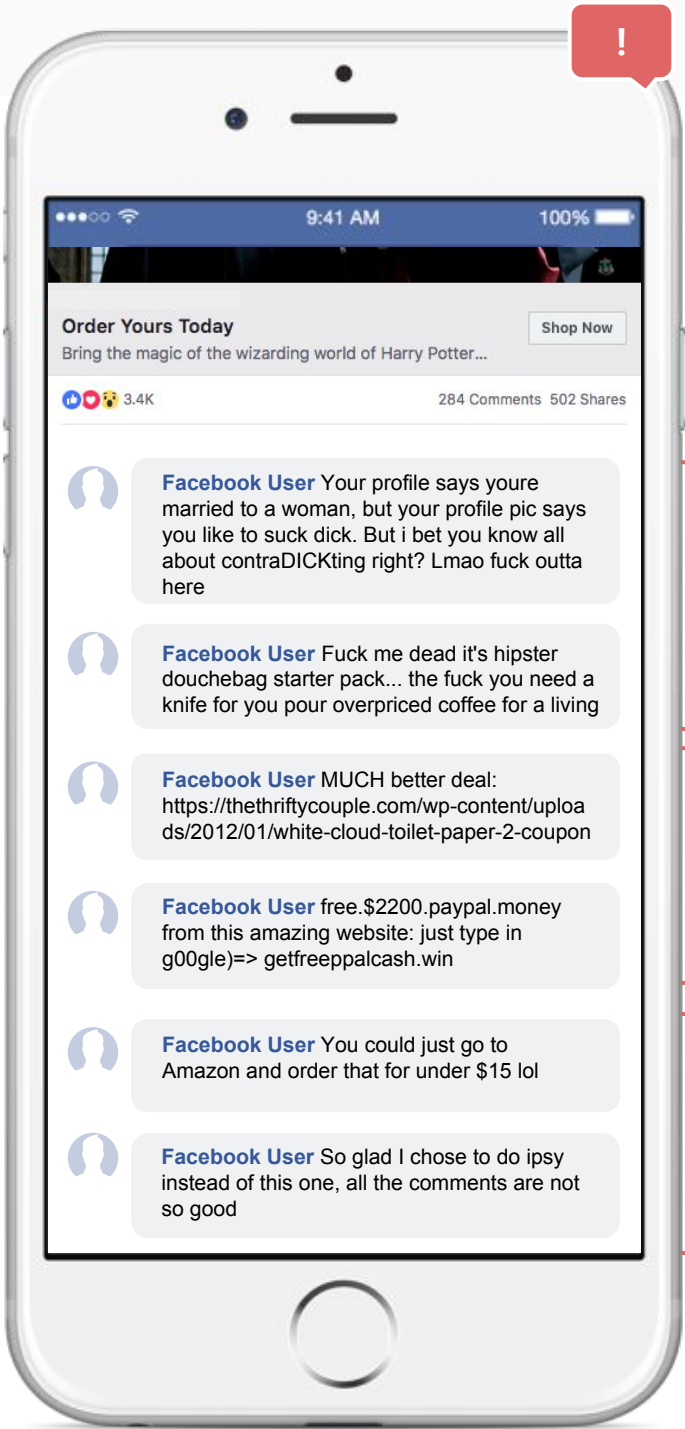 !
9:41 AM
100%
Order Yours Today
Shop Now
Bring the magic of the wizarding world of Harry Potter...
3.4K
284 Comments 502 Shares
Facebook User Your profile says youre
married to a woman, but your profile pic says
you like to suck dick. But i bet you know all
about contraDICKting right? Lmao fuck outta
here
Facebook User Fuck me dead it's hipster
douchebag starter pack... the fuck you need a
knife for you pour overpriced coffee for a living
Facebook User MUCH better deal:
https://thethriftycouple.com/wp-content/uploa
ds/2012/01/white-cloud-toilet-paper-2-coupon
Facebook User free.$2200.paypal.money
from this amazing website: just type in
g00gle)=> getfreeppalcash.win
Facebook User You could just go to
Amazon and order that for under $15 lol
Facebook User So glad I chose to do ipsy
instead of this one, all the comments are not
so good